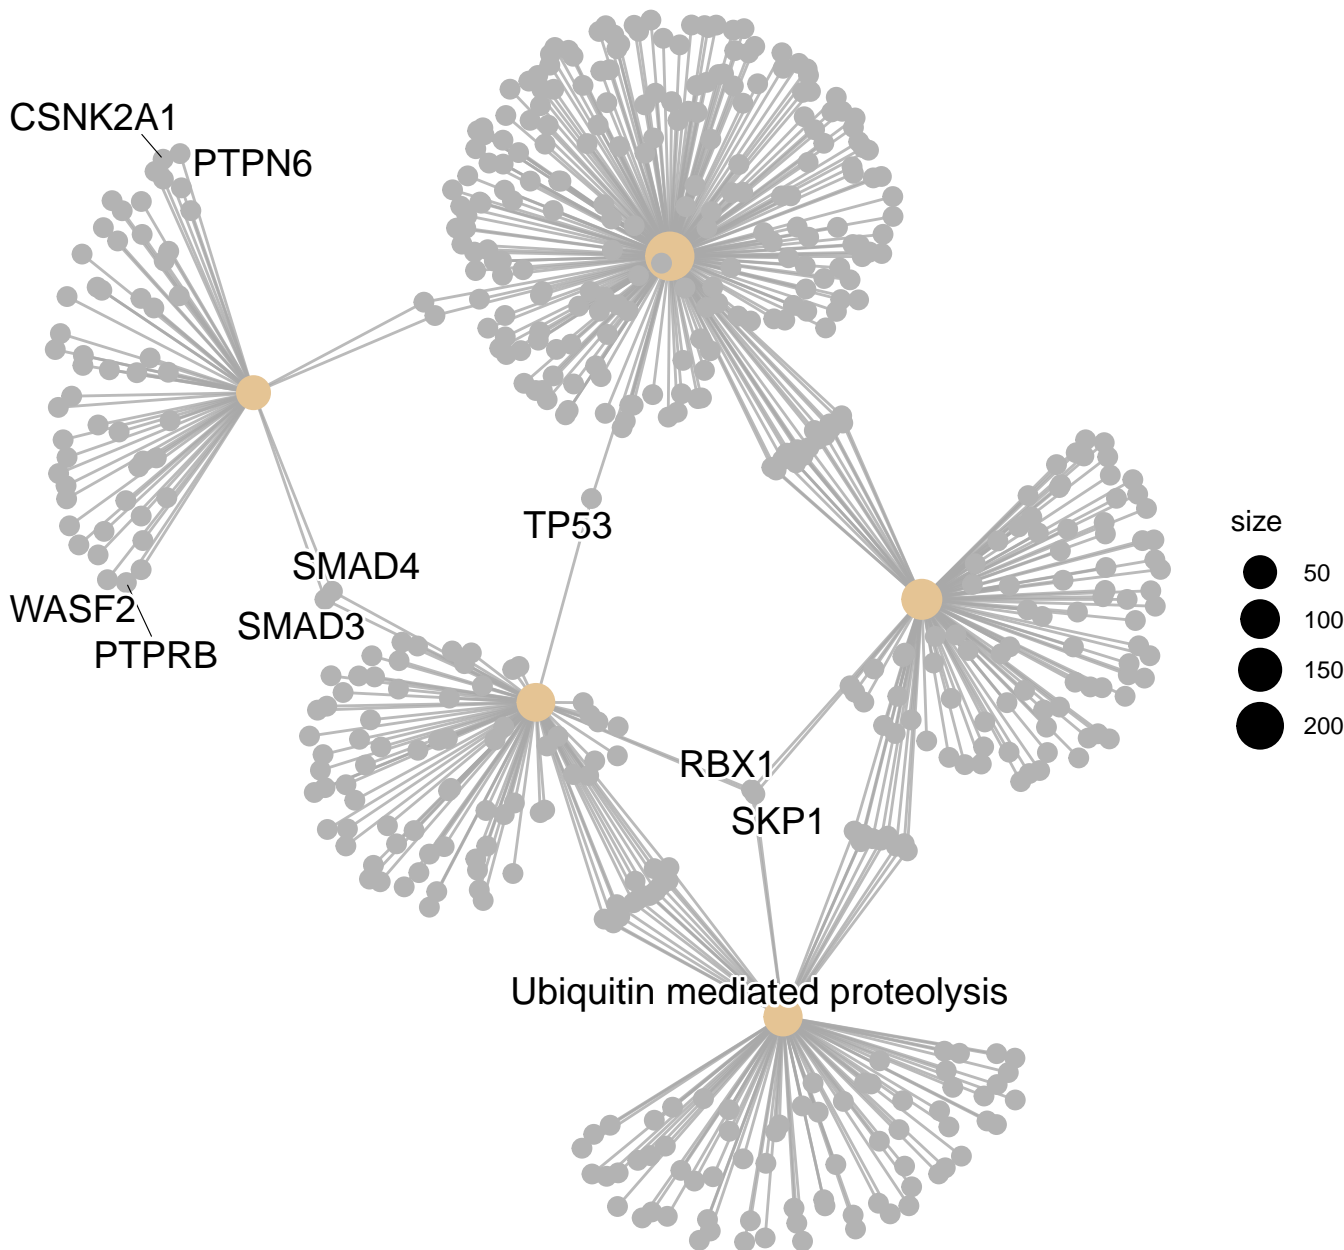 CSNK2A1
PTPN6
TP53
SMAD4
SMAD3
WASF2
PTPRB
RBX1
SKP1
Ubiquitin mediated proteolysis
size
50
100
150
200